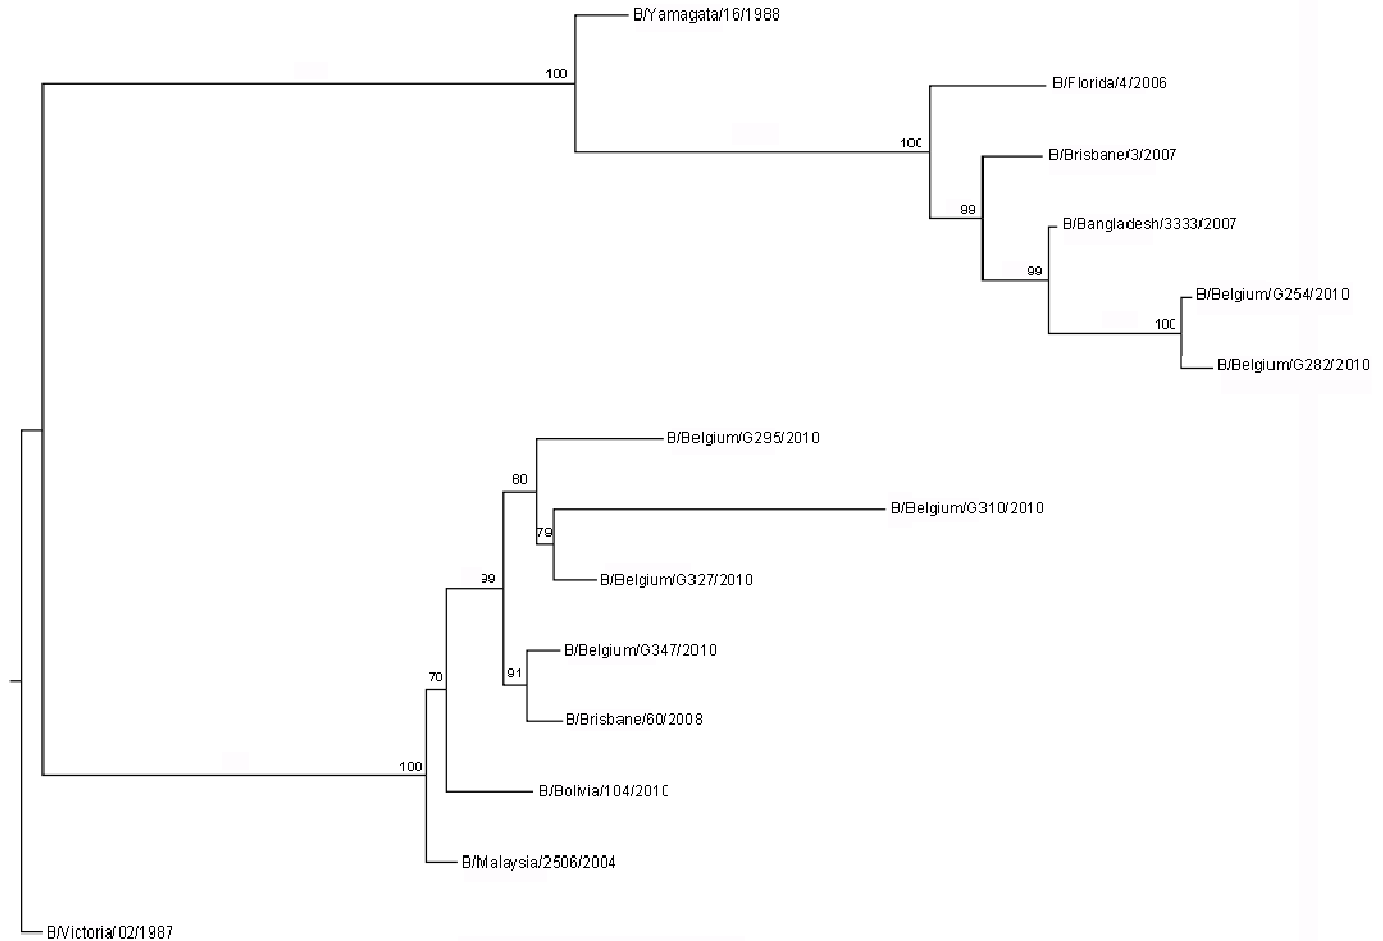 B/Yamagata/16/1988
100
B/Florida/4/2006
100
B/Brisbane/3/2007
99
B/Bangladesh/3333/2007
99
B/Belgium/G254/2010
100
B/Belgium/G282/2010
B/Belgium/G295/2010
60
B/Belgium/G310/2010
79
B/Belgium/G327/2010
99
B/Belgium/G347/2010
91
70
B/Brisbane/60/2008
100
B/Bolivia/104/2010
B/Malaysia/2506/2004
B/Victoria/02/1987